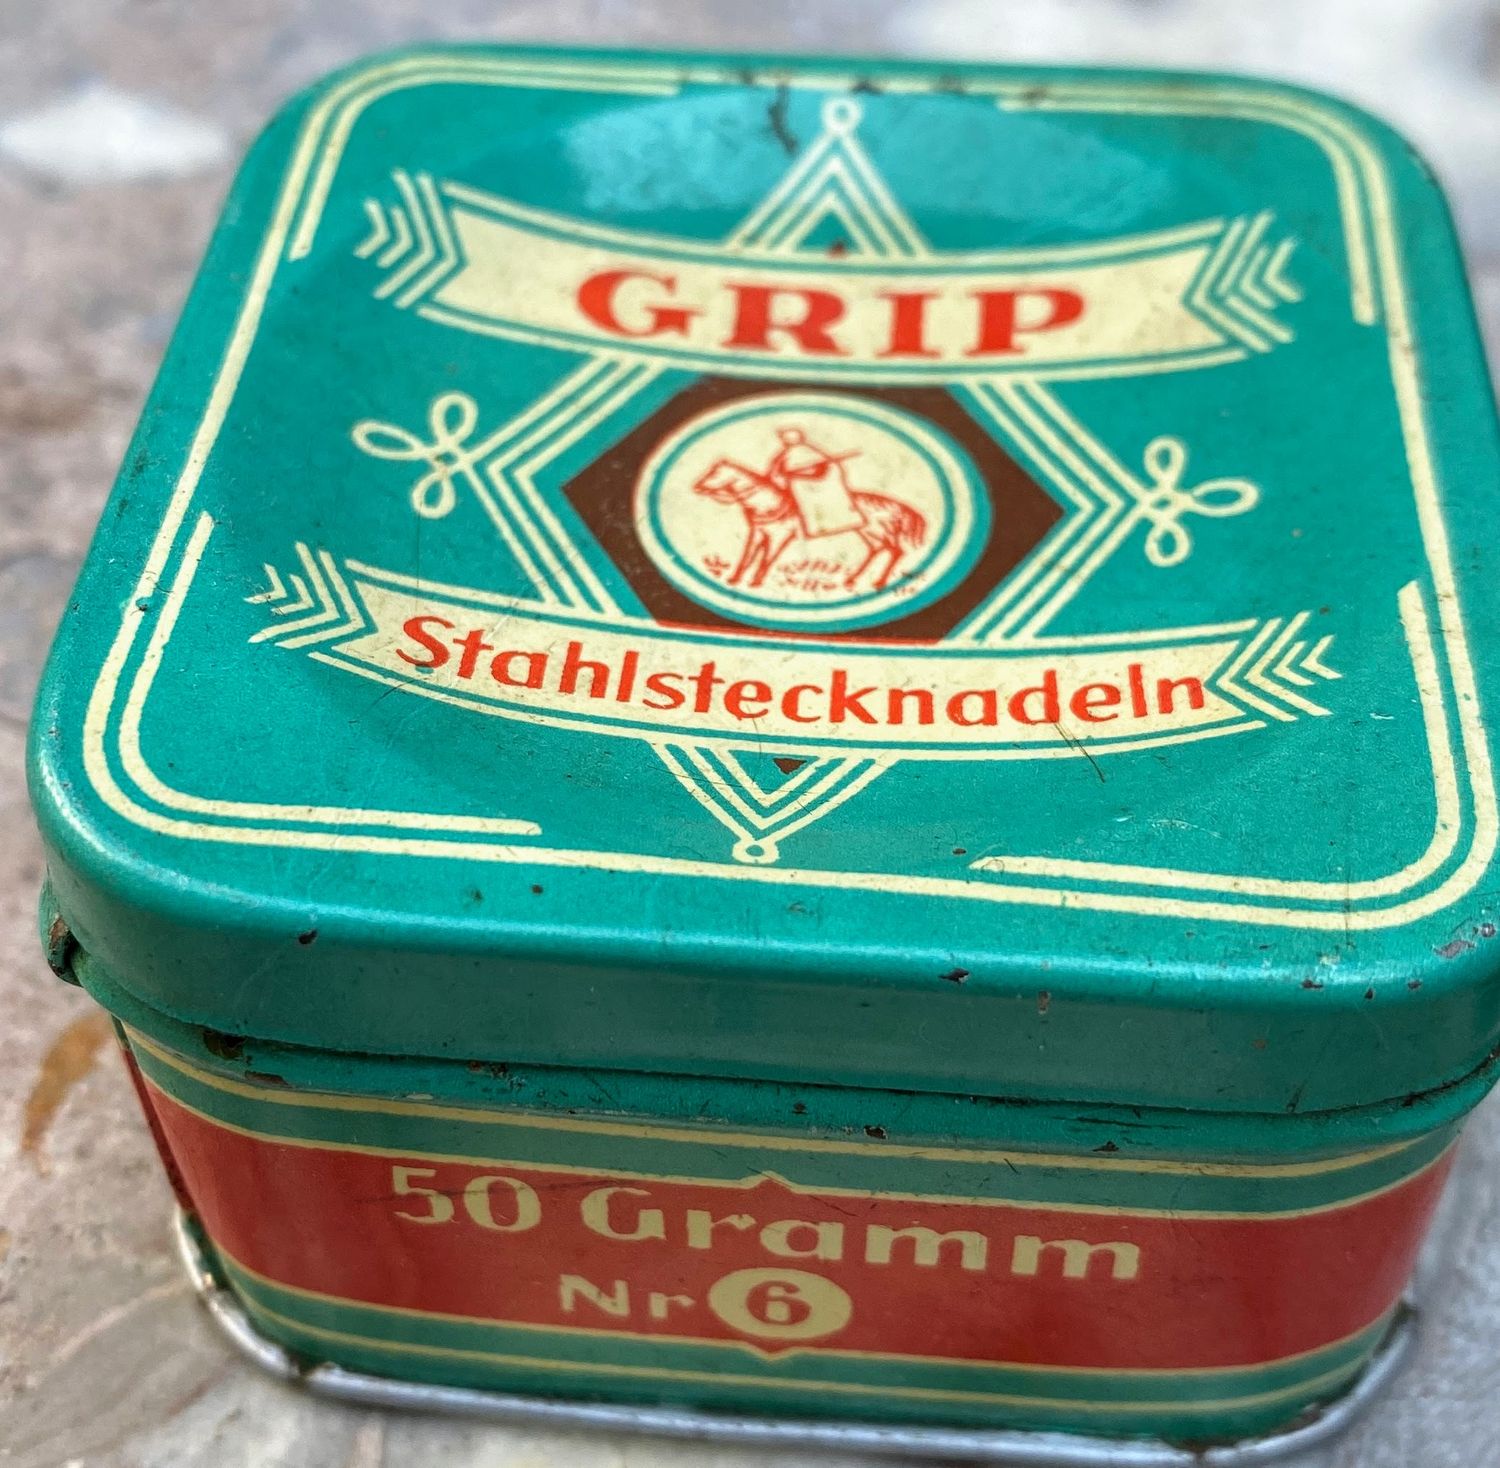 GRIP
Stahlstecknadeln
50 Gramm
Nr 6